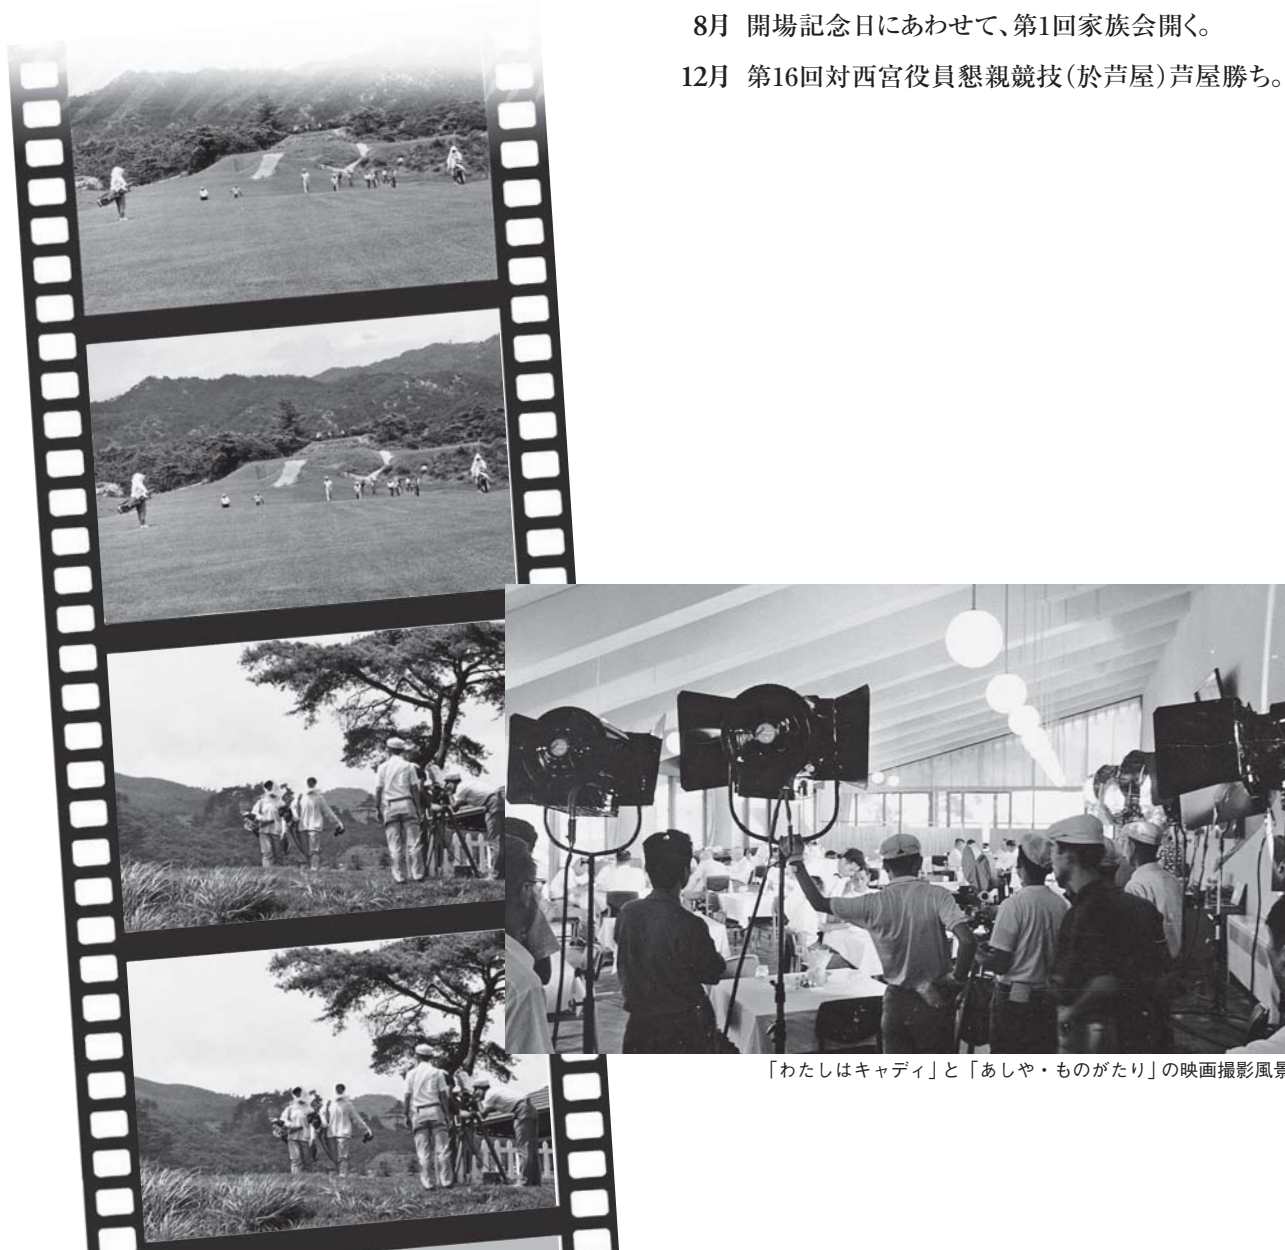 8月 開場記念日にあわせて、第1回家族会開く。
12月 第16回対西宮役員懇親競技（於芦屋）芦屋勝ち。
「わたしはキャディ」と「あしや・ものがたり」の映画撮影風景